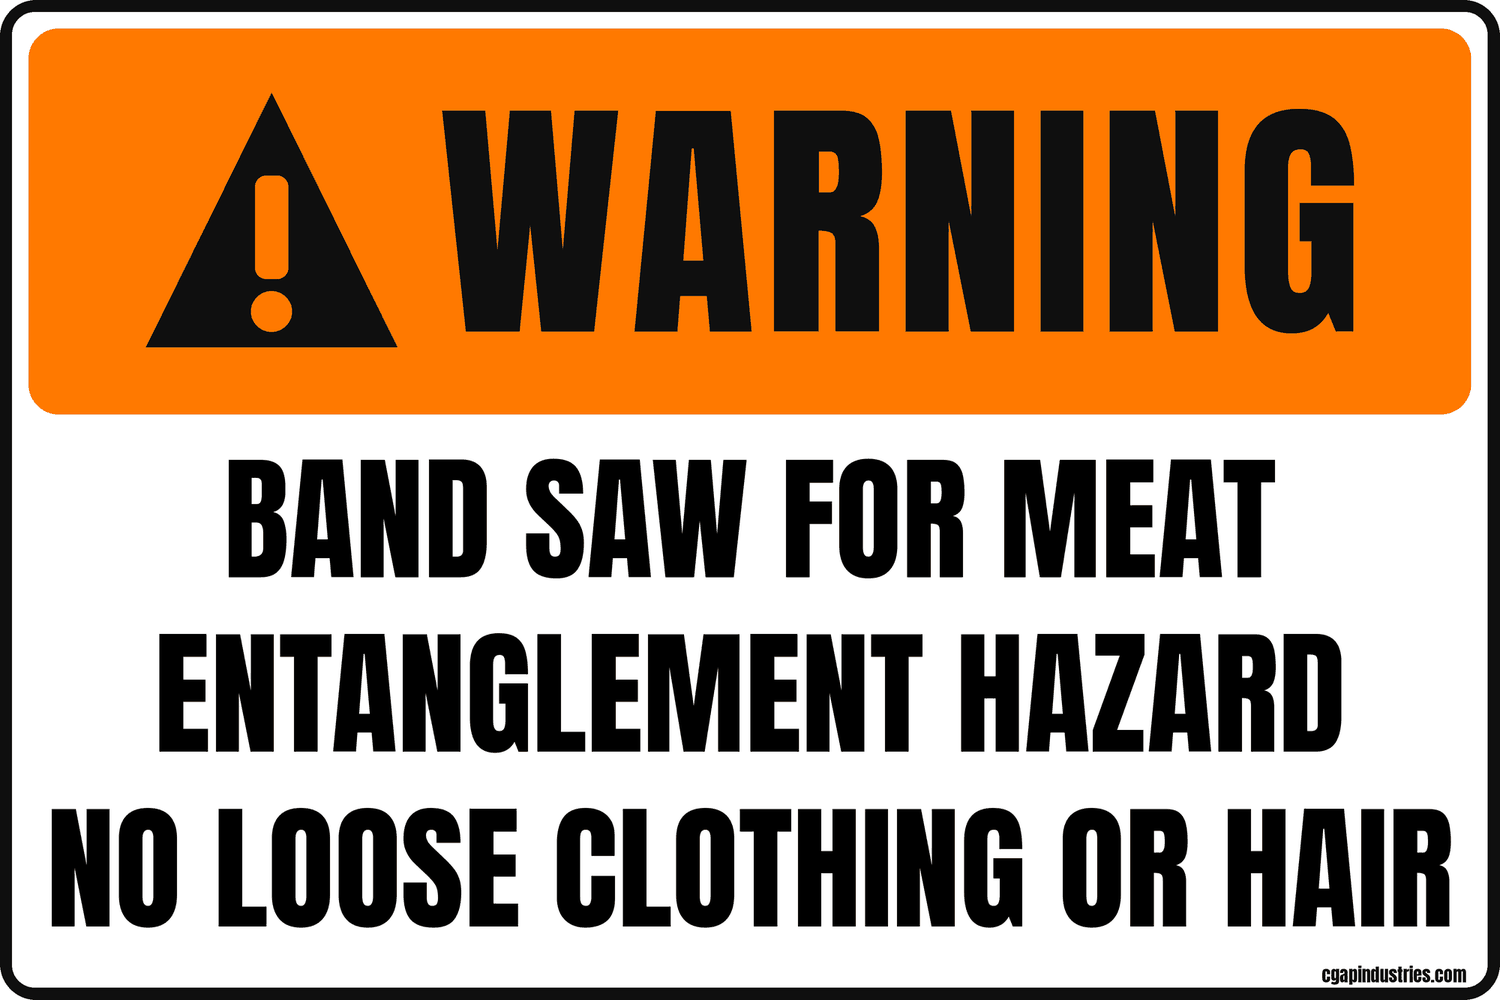 WARNING
BAND SAW FOR MEAT
ENTANGLEMENT HAZARD
NO LOOSE CLOTHING OR HAIR
cgapindustries.com